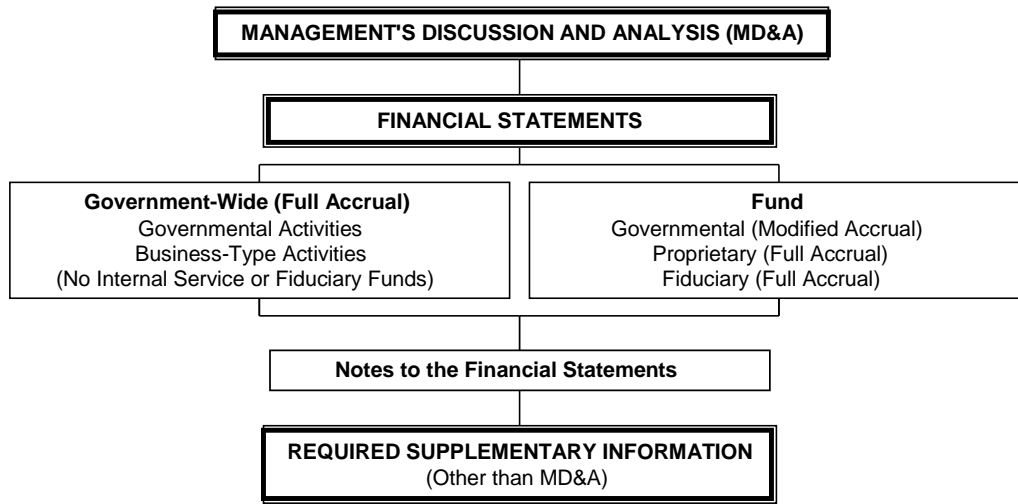 MANAGEMENT'S DISCUSSION AND ANALYSIS (MD&A)
FINANCIAL STATEMENTS
Government-Wide (Full Accrual)
Governmental Activities
Business-Type Activities
(No Internal Service or Fiduciary Funds)
Fund
Governmental (Modified Accrual)
Proprietary (Full Accrual)
Fiduciary (Full Accrual)
Notes to the Financial Statements
REQUIRED SUPPLEMENTARY INFORMATION
(Other than MD&A)